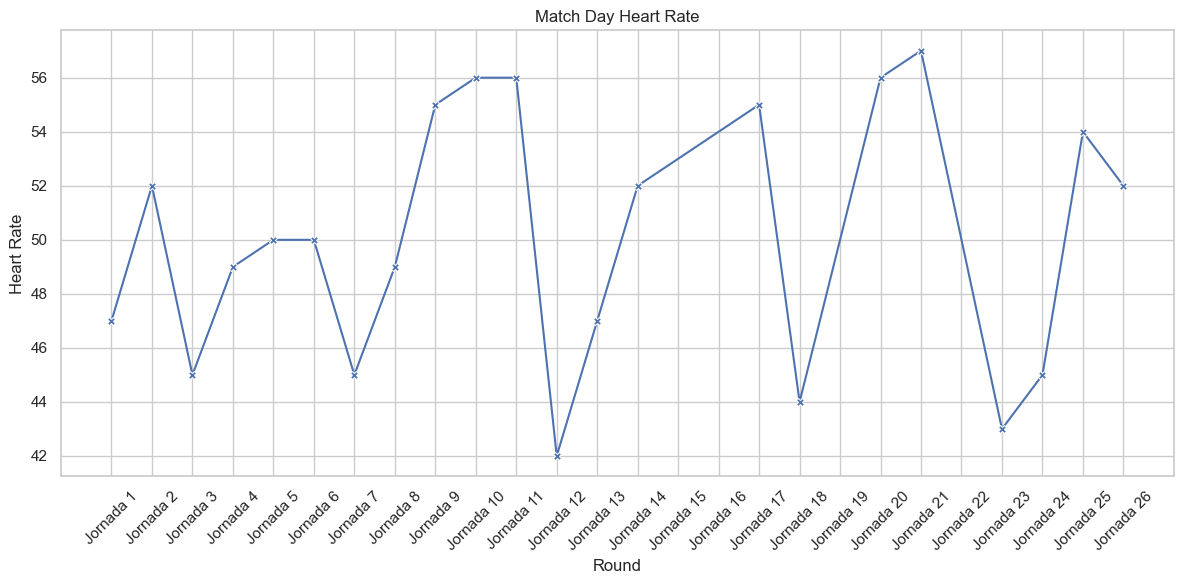 Match Day Heart Rate
Heart Rate
56
54
52
50
48
46
44
42
Jornada 1
Jornada 2
Jornada 3
Jornada 4
Jornada 5
Jornada 6
Jornada 7
Jornada 8
Jornada 9
Jornada 10
Jornada 11
Jornada 12
Jornada 13
Jornada 14
Jornada 15
Jornada 16
Jornada 17
Jornada 18
Jornada 19
Jornada 20
Jornada 21
Jornada 22
Jornada 23
Jornada 24
Jornada 25
Jornada 26
Round